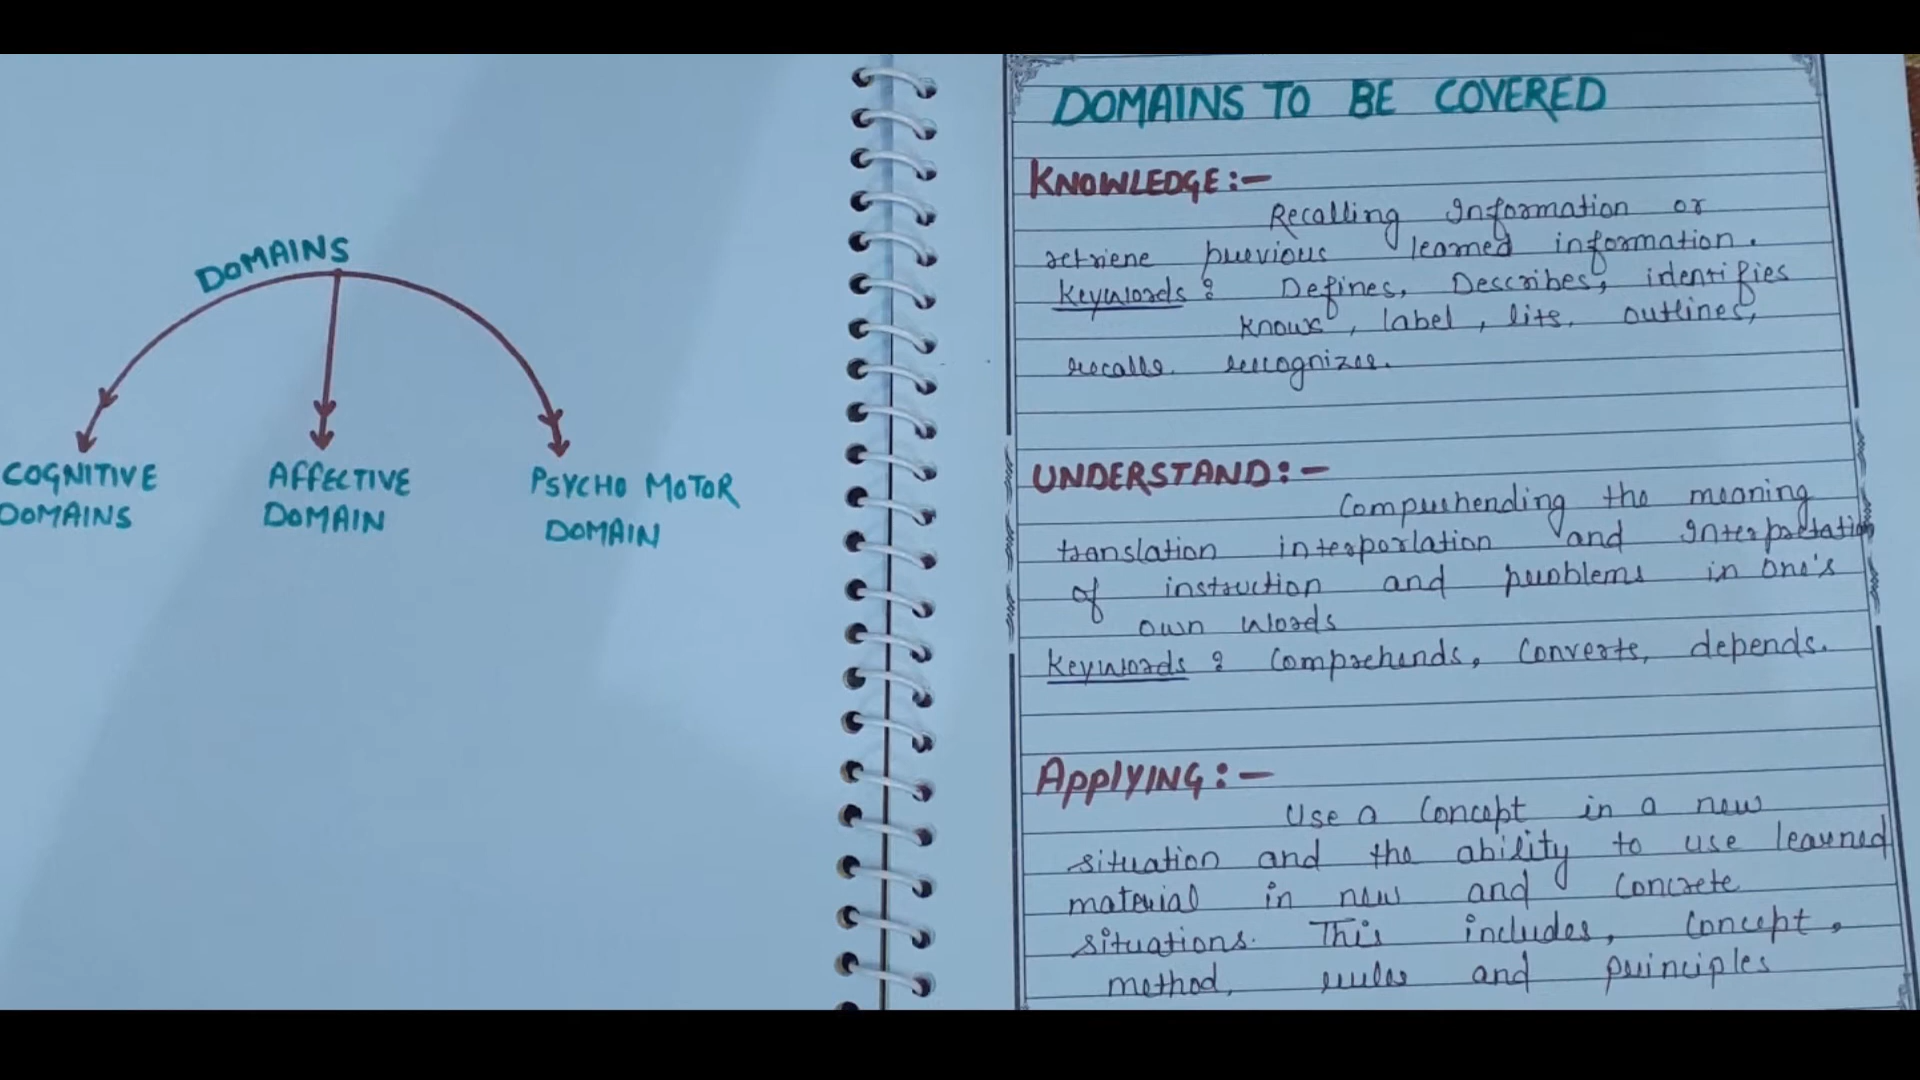 DOMAINS
COGNITIVE
DOMAINS
AFFECTIVE
DOMAIN
PSYCHO MOTOR
DOMAIN
DOMAINS TO BE COVERED
KNOWLEDGE:-
Recalling Information or
retriene previous learned information.
Keywords: Defines, Describes, identifies
knows, label, lits, outlines,
recalls, recognizes.
UNDERSTAND:-
Comprehending the meaning
translation interporlation and Interpretation
of instruction and problems in one's
own words
Keywords: Comprehends, Converts, depends.
APPlYING:-
Use a Concept in a new
situation and the ability to use learned
material in new and Concrete
situations. This includes, Concept,
method, rules and principles